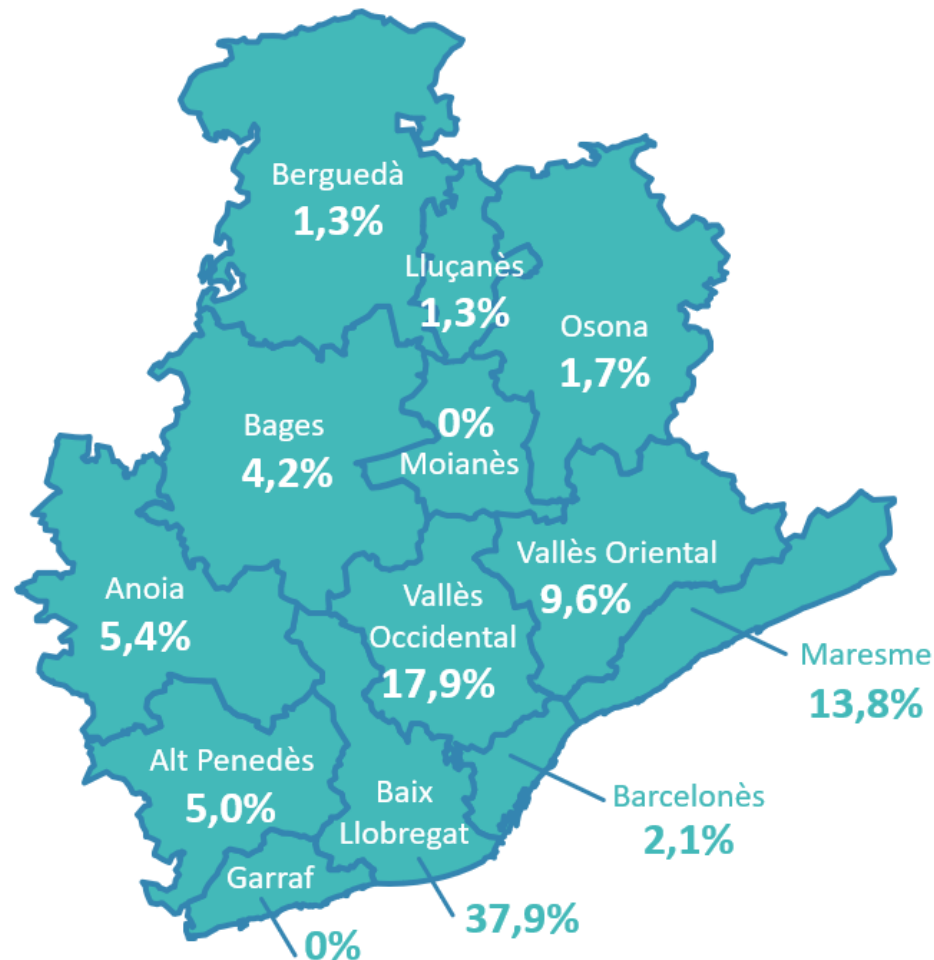 Berguedà
1,3%
Lluçanès
1,3%
Osona
1,7%
Bages
4,2%
0%
Moianès
Vallès Oriental
9,6%
Anoia
5,4%
Vallès
Occidental
17,9%
Maresme
13,8%
Alt Penedès
5,0%
Baix
Llobregat
37,9%
Barcelonès
2,1%
Garraf
0%